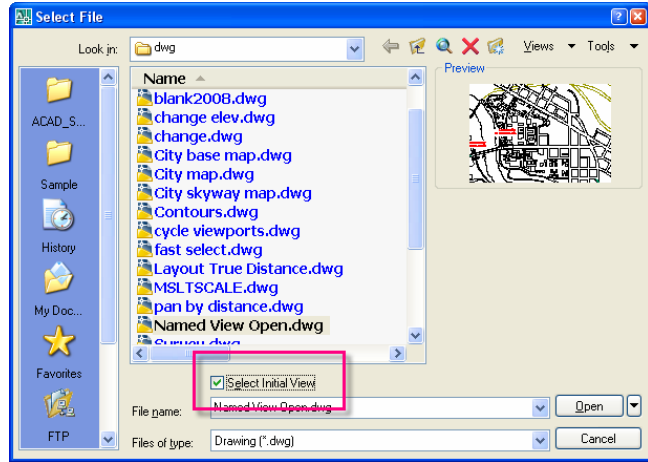 Select File
Look in:
dwg
Views
Tools
ACAD_S...
Sample
History
My Doc...
Favorites
FTP
Name
blank2008.dwg
change elev.dwg
change.dwg
City base map.dwg
City map.dwg
City skyway map.dwg
Contours.dwg
cycle viewports.dwg
fast select.dwg
Layout True Distance.dwg
MSLTSCALE.dwg
pan by distance.dwg
Named View Open.dwg
Survey.dwg
Preview
Select Initial View
File name:
Named View Open.dwg
Open
Files of type:
Drawing (*.dwg)
Cancel